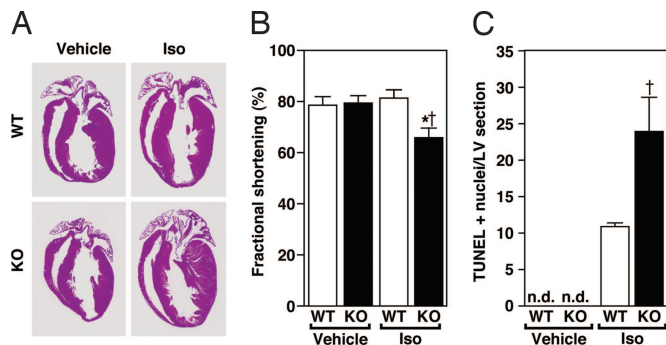 A
Vehicle
Iso
WT
KO
B
Fractional shortening (%)
100
80
60
40
20
0
*†
WT KO WT KO
Vehicle Iso
C
TUNEL + nuclei/LV section
35
30
25
20
15
10
5
0
†
n.d. n.d.
WT KO WT KO
Vehicle Iso